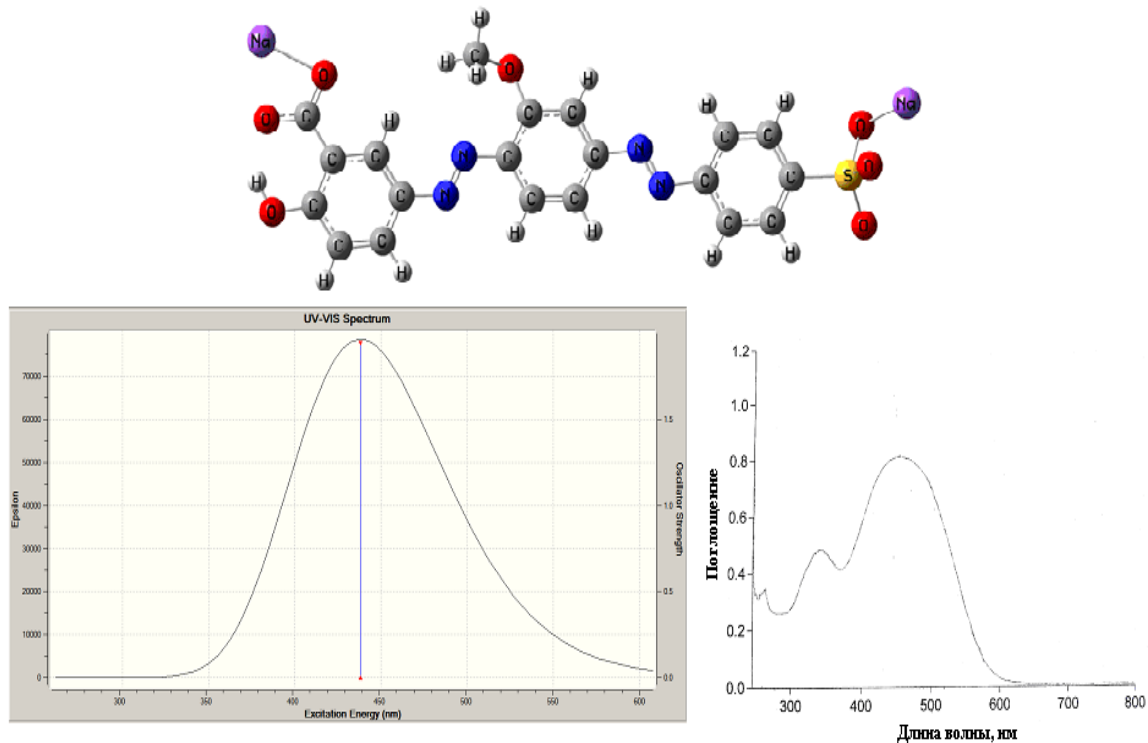 H
Na H
C
H O
O H H
H H Na
O C H C C O
C C
C C N C C N O
H C N C S
O C C N C C
H H C C O
C C
H H
H H
UV-VIS Spectrum
70000
60000
50000
40000
30000
20000
10000
0
Epsilon
1.5
1.0
0.5
0.0
Oscillator Strength
300 350 400 450 500 550 600
Excitation Energy (nm)
1.2
1.0
0.8
0.6
0.4
0.2
0.0
Поглощение
300 400 500 600 700 800
Длина волны, нм